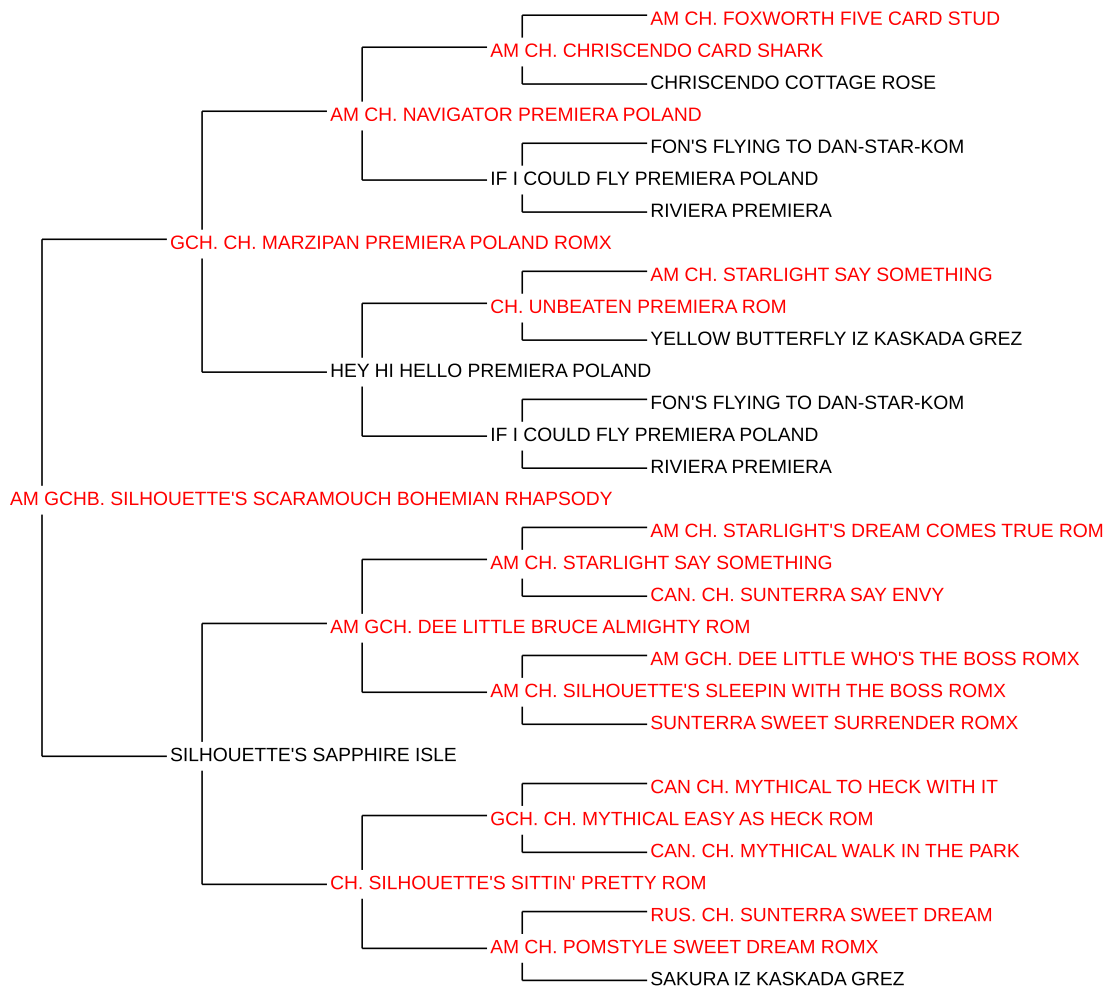 AM CH. FOXWORTH FIVE CARD STUD
AM CH. CHRISCENDO CARD SHARK
CHRISCENDO COTTAGE ROSE
AM CH. NAVIGATOR PREMIERA POLAND
FON'S FLYING TO DAN-STAR-KOM
IF I COULD FLY PREMIERA POLAND
RIVIERA PREMIERA
GCH. CH. MARZIPAN PREMIERA POLAND ROMX
AM CH. STARLIGHT SAY SOMETHING
CH. UNBEATEN PREMIERA ROM
YELLOW BUTTERFLY IZ KASKADA GREZ
HEY HI HELLO PREMIERA POLAND
FON'S FLYING TO DAN-STAR-KOM
IF I COULD FLY PREMIERA POLAND
RIVIERA PREMIERA
AM GCHB. SILHOUETTE'S SCARAMOUCH BOHEMIAN RHAPSODY
AM CH. STARLIGHT'S DREAM COMES TRUE ROM
AM CH. STARLIGHT SAY SOMETHING
CAN. CH. SUNTERRA SAY ENVY
AM GCH. DEE LITTLE BRUCE ALMIGHTY ROM
AM GCH. DEE LITTLE WHO'S THE BOSS ROMX
AM CH. SILHOUETTE'S SLEEPIN WITH THE BOSS ROMX
SUNTERRA SWEET SURRENDER ROMX
SILHOUETTE'S SAPPHIRE ISLE
CAN CH. MYTHICAL TO HECK WITH IT
GCH. CH. MYTHICAL EASY AS HECK ROM
CAN. CH. MYTHICAL WALK IN THE PARK
CH. SILHOUETTE'S SITTIN' PRETTY ROM
RUS. CH. SUNTERRA SWEET DREAM
AM CH. POMSTYLE SWEET DREAM ROMX
SAKURA IZ KASKADA GREZ